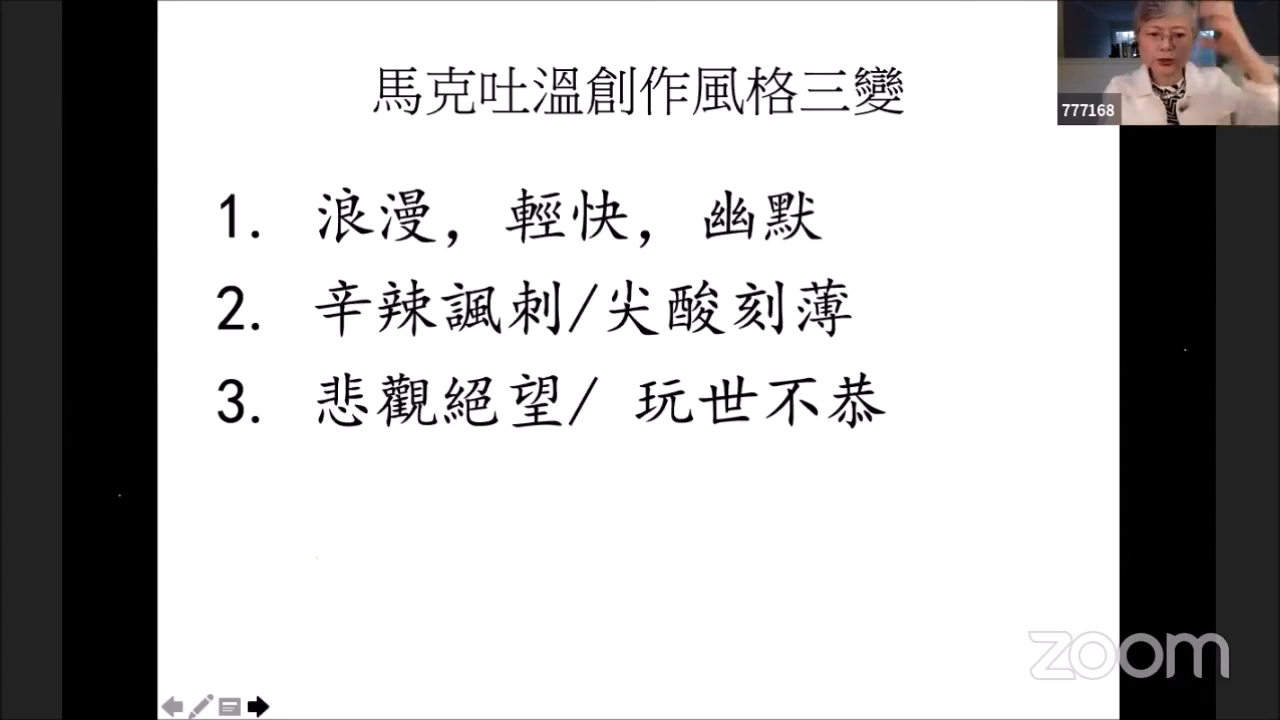 馬克吐溫創作風格三變
777168
1. 浪漫, 輕快, 幽默
2. 辛辣諷刺/尖酸刻薄
3. 悲觀絕望/ 玩世不恭
zoom